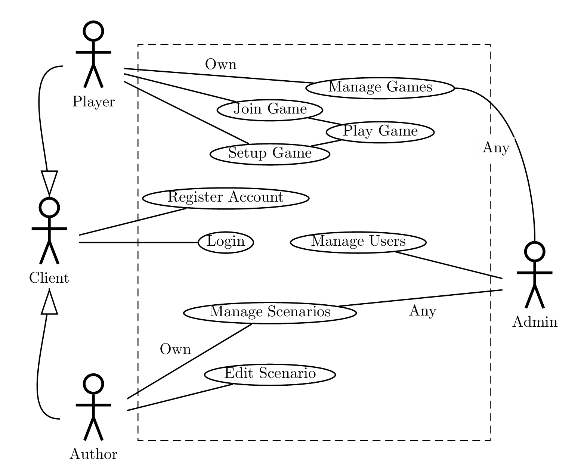 Own
Manage Games
Player
Join Game
Play Game
Any
Setup Game
Register Account
Login
Manage Users
Client
Manage Scenarios
Any
Admin
Own
Edit Scenario
Author